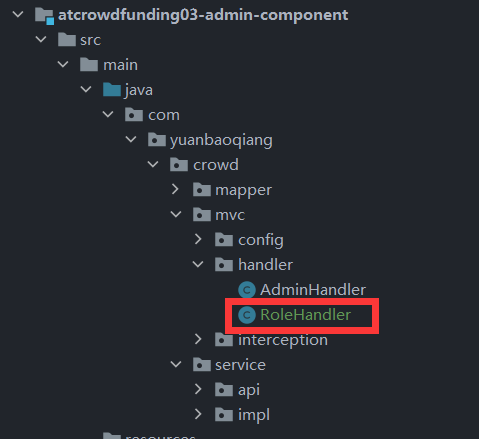 atcrowdfunding03-admin-component
src
main
java
com
yuanbaoqiang
crowd
mapper
mvc
config
handler
AdminHandler
RoleHandler
interception
service
api
impl
resources